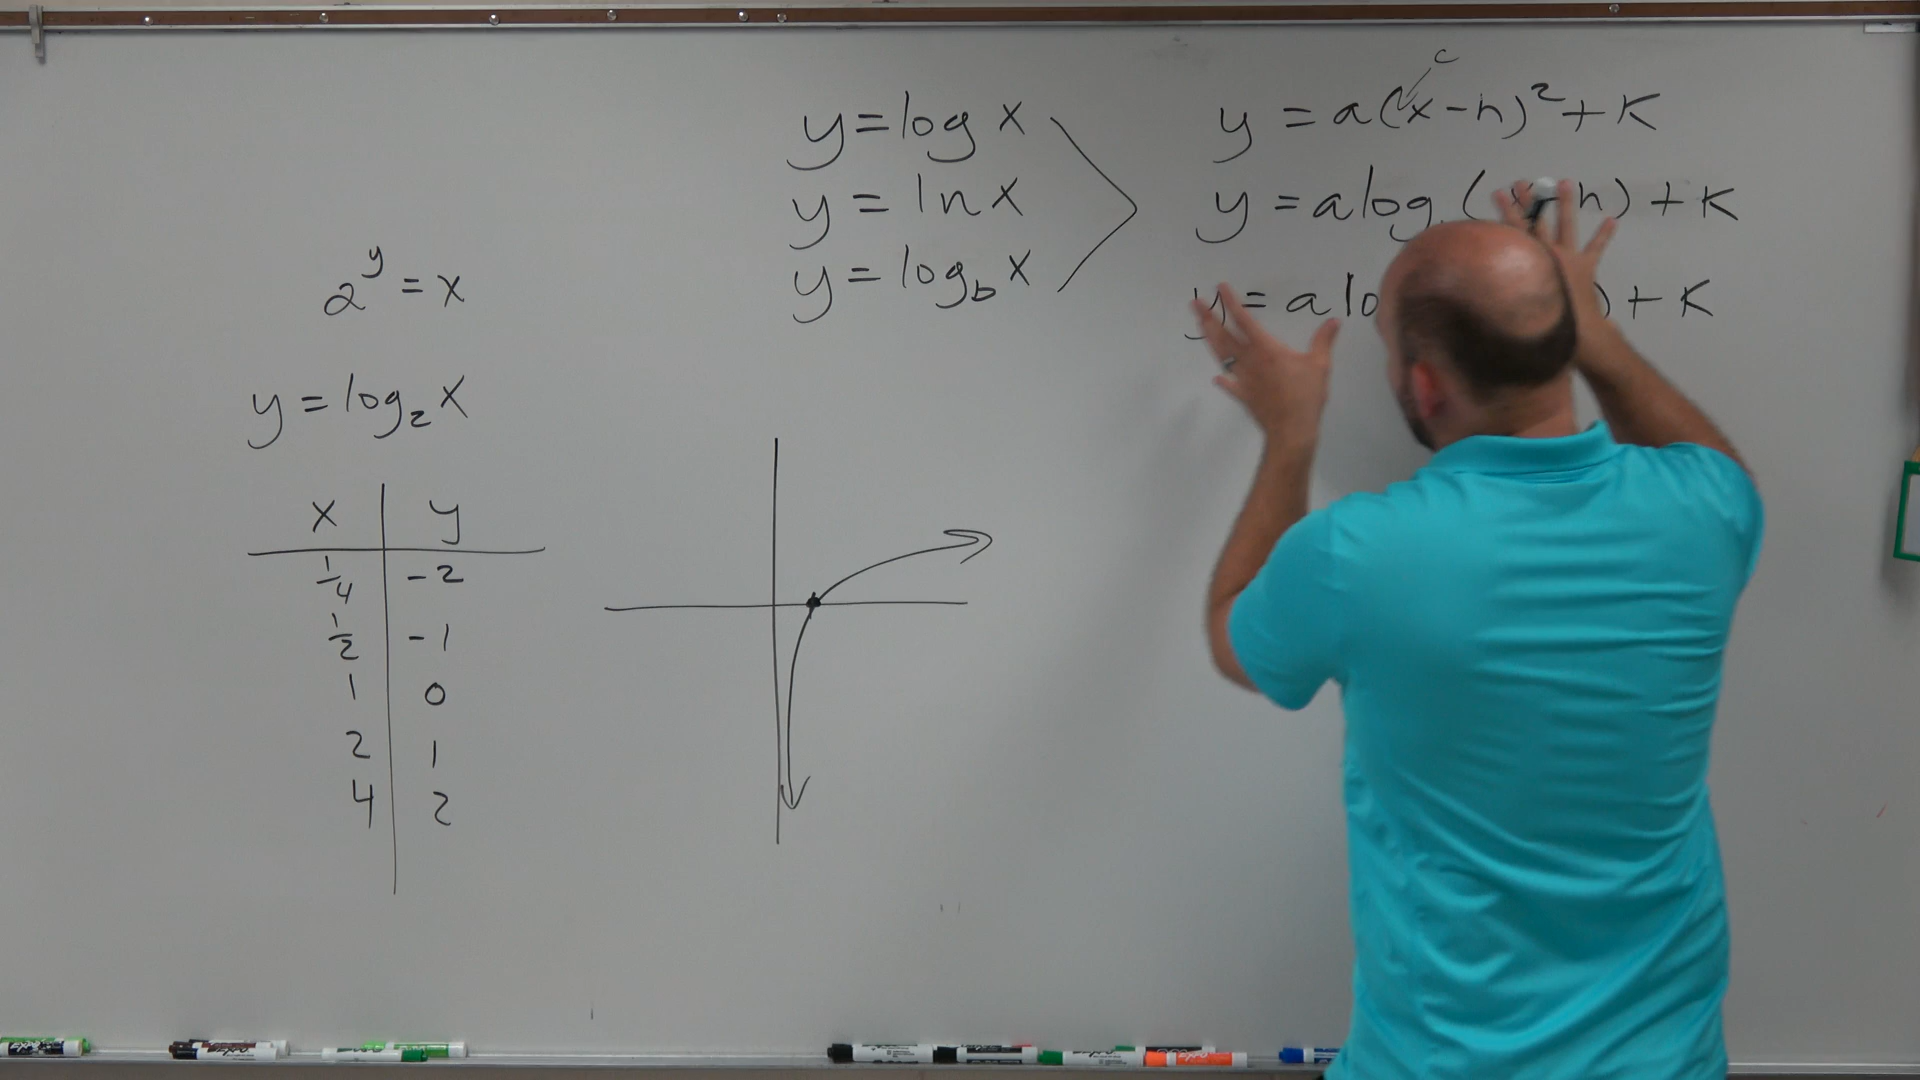 2^y = x
y = log₂ x
x y
1/4 -2
1/2 -1
1 0
2 1
4 2
y = log x
y = ln x
y = log_b x
c
y = a(x-h)² + k
y = a log (x-h) + k
y = a lo ) + k